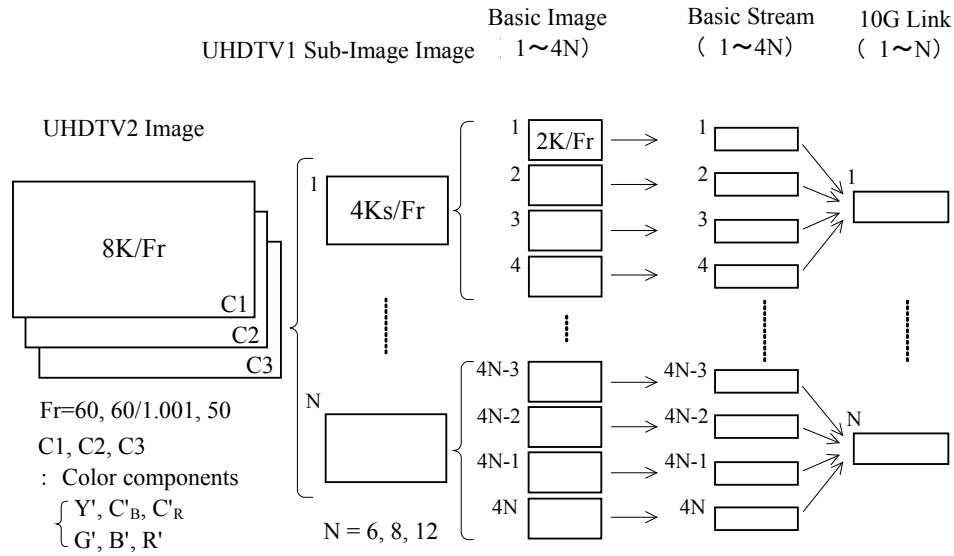 Basic Image
Basic Stream
10G Link
UHDTV1 Sub-Image Image
( 1～4N)
( 1～4N)
( 1～N)
UHDTV2 Image
8K/Fr
C1
C2
C3
Fr=60, 60/1.001, 50
C1, C2, C3
: Color components
Y', C'B, C'R
G', B', R'
1
4Ks/Fr
N
N = 6, 8, 12
1
2K/Fr
2
3
4
4N-3
4N-2
4N-1
4N
1
2
3
4
4N-3
4N-2
4N-1
4N
1
N